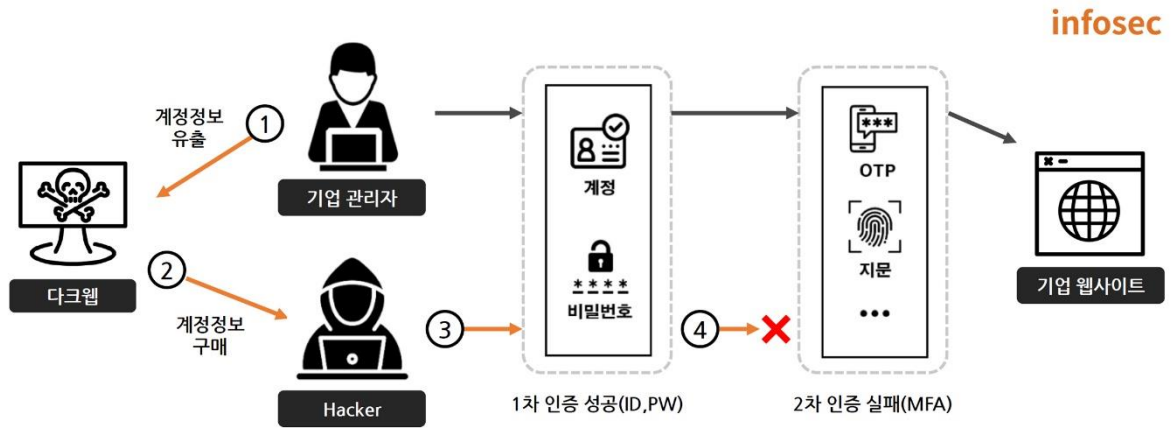 infosec
계정정보
유출
1
기업 관리자
다크웹
2
계정정보
구매
Hacker
3
계정
****
비밀번호
1차 인증 성공(ID,PW)
4
***
OTP
지문
•••
2차 인증 실패(MFA)
기업 웹사이트